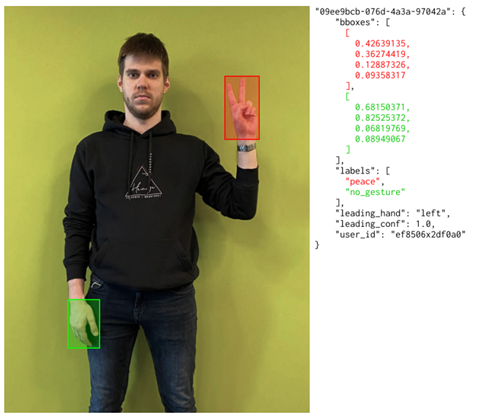 "09ee9bcb-076d-4a3a-97042a": {
"bboxes": [
[
0.42639135,
0.36274419,
0.12887326,
0.09358317
],
[
0.68150371,
0.82525372,
0.06819769,
0.08949067
]
],
"labels": [
"peace",
"no_gesture"
],
"leading_hand": "left",
"leading_conf": 1.0,
"user_id": "ef8506x2df0a0"
}